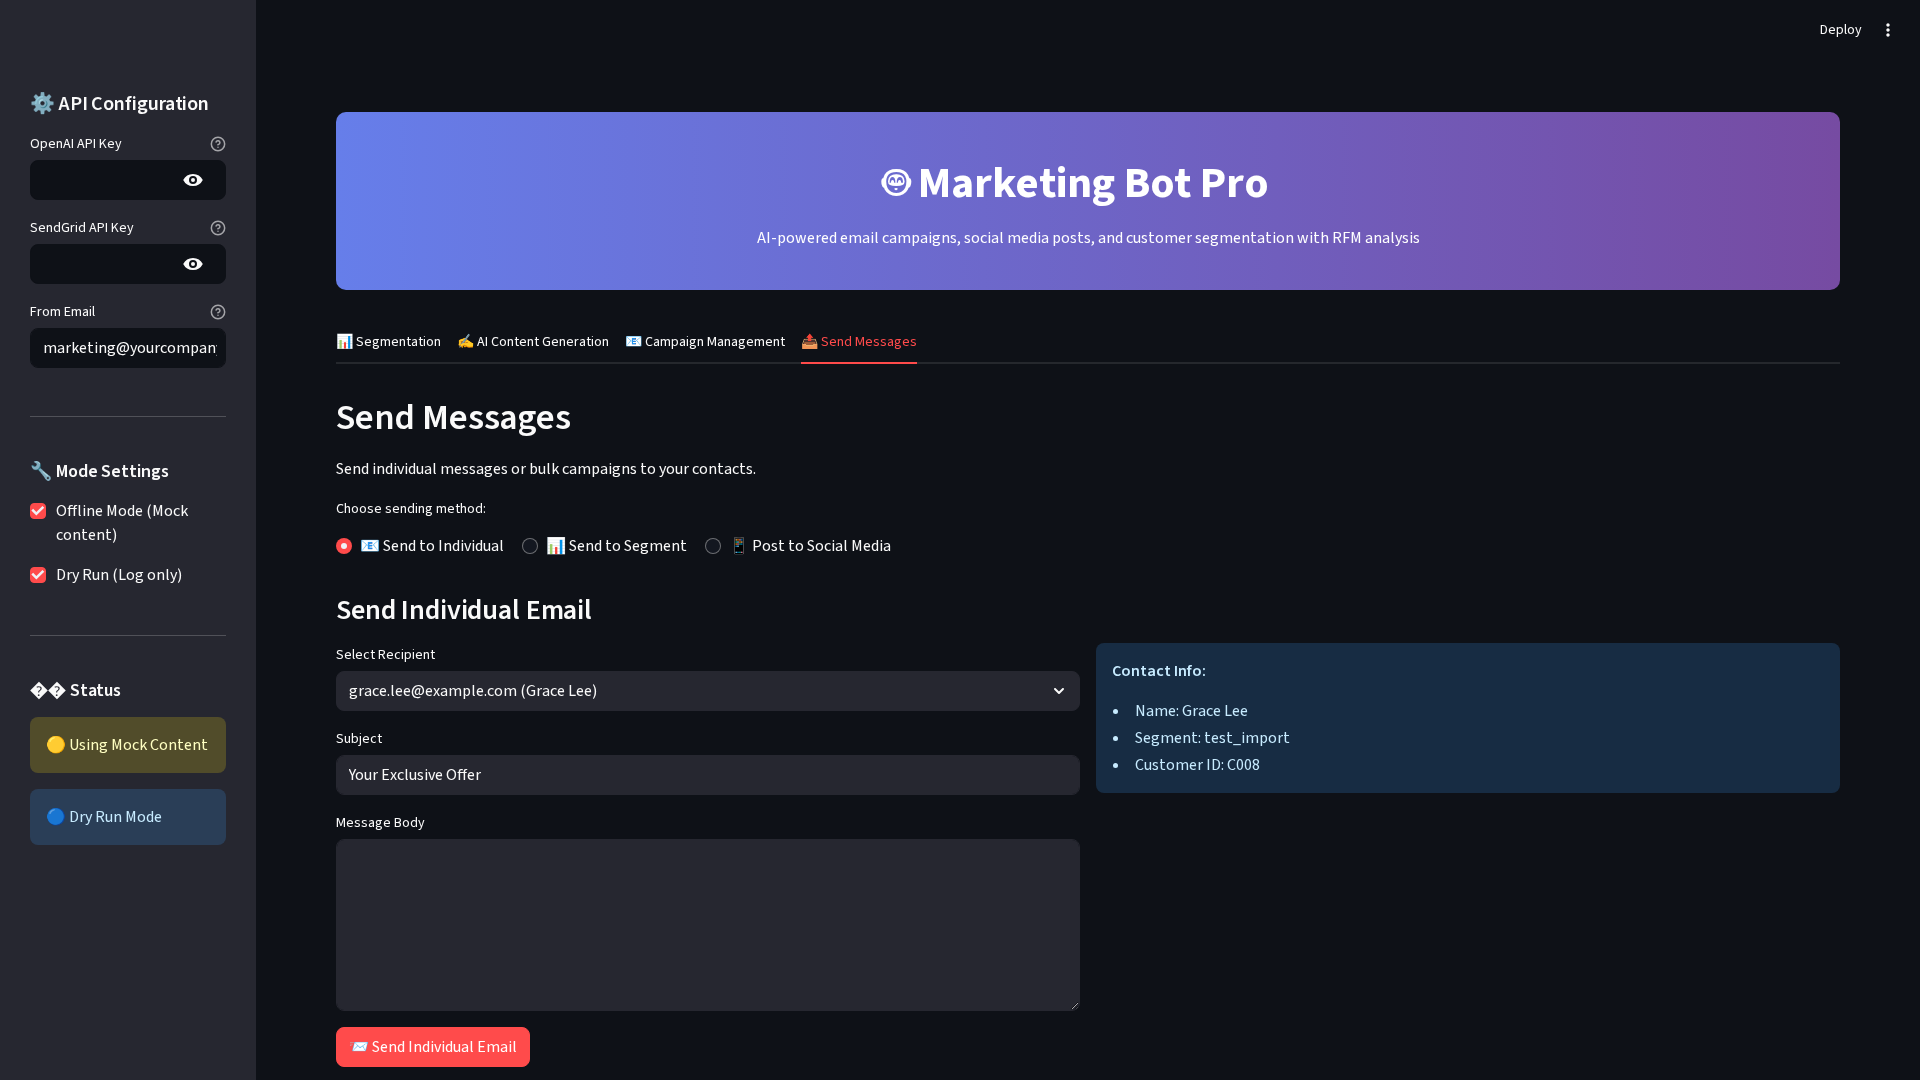 Deploy
⚙️ API Configuration
OpenAI API Key
SendGrid API Key
From Email
marketing@yourcompany
🔧 Mode Settings
Offline Mode (Mock
content)
Dry Run (Log only)
�� Status
🟡 Using Mock Content
🔵 Dry Run Mode
Marketing Bot Pro
AI-powered email campaigns, social media posts, and customer segmentation with RFM analysis
📊 Segmentation ✍️ AI Content Generation 📧 Campaign Management 📤 Send Messages
Send Messages
Send individual messages or bulk campaigns to your contacts.
Choose sending method:
📧 Send to Individual 📊 Send to Segment 📱 Post to Social Media
Send Individual Email
Select Recipient
grace.lee@example.com (Grace Lee)
Subject
Your Exclusive Offer
Message Body
📨 Send Individual Email
Contact Info:
• Name: Grace Lee
• Segment: test_import
• Customer ID: C008